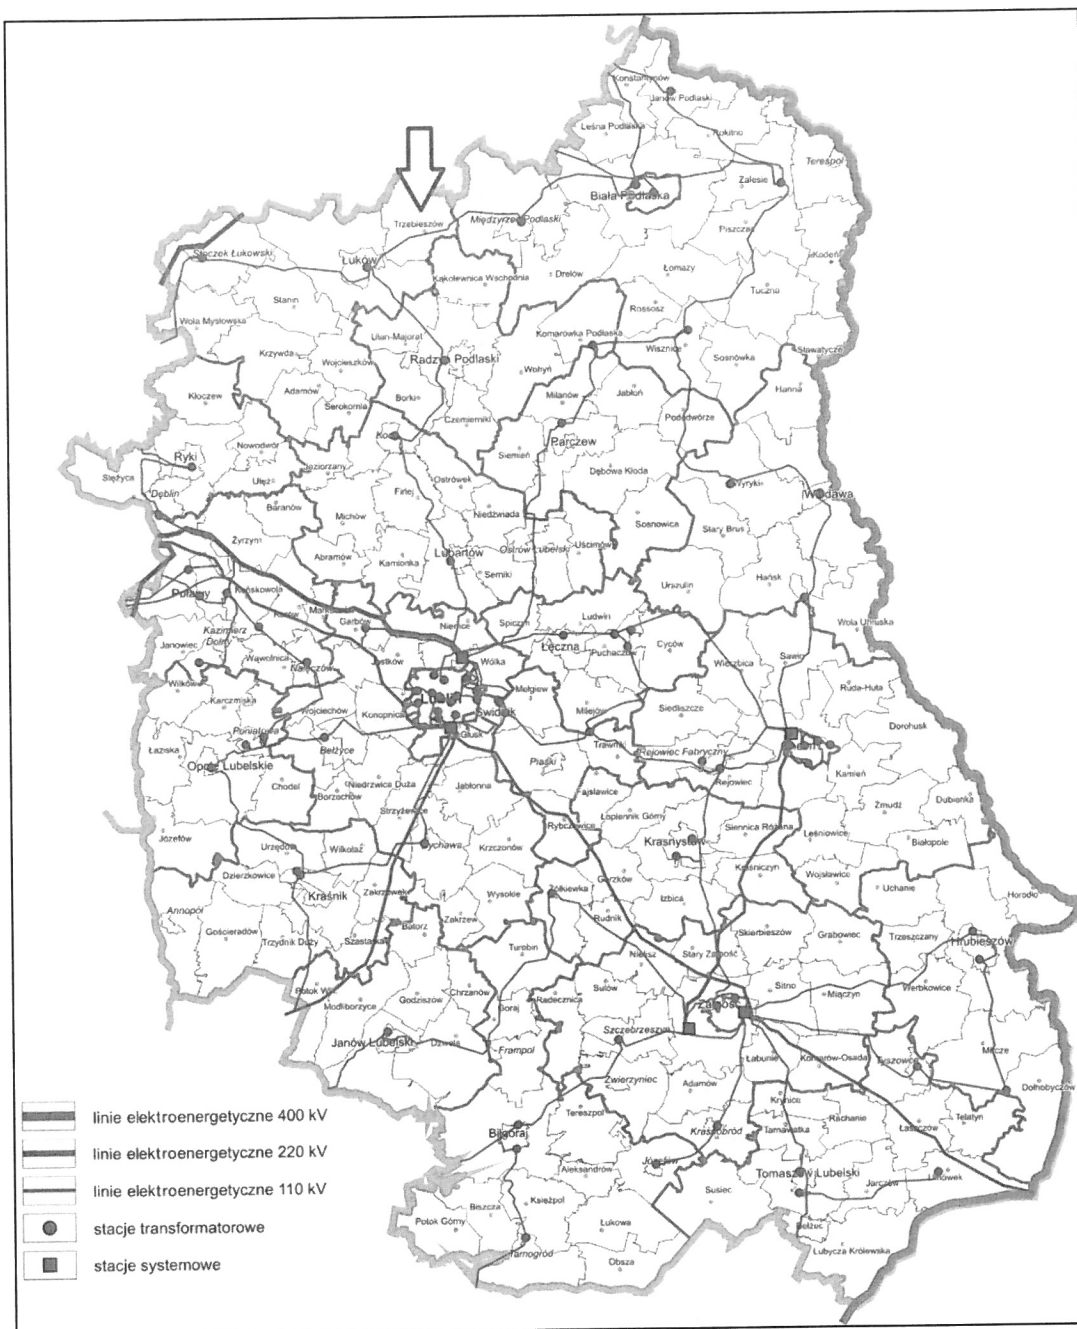 Konstantynów
Janów Podlaski
Leśna Podlaska
Rokitno
Terespol
Zalesie
Biała Podlaska
Trzebieszów
Międzyrzec Podlaski
Piszczac
Stoczek Łukowski
Łuków
Kąkolewnica Wschodnia
Drelów
Łomazy
Kodeń
Stanin
Tuczna
Rossosz
Wola Mysłowska
Ulan-Majorat
Komarówka Podlaska
Wisznice
Sławatycze
Krzywda
Wojcieszków
Radzyń Podlaski
Wohyń
Sosnówka
Kłoczew
Adamów
Serokomla
Borki
Milanów
Jabłoń
Hanna
Czemierniki
Podedwórze
Kock
Parczew
Nowodwór
Ryki
Siemień
Stężyca
Ułęż
Jeziorzany
Dębowa Kłoda
Dęblin
Firlej
Ostrówek
Wyryki
Włodawa
Baranów
Michów
Niedźwiada
Sosnowica
Stary Brus
Żyrzyn
Abramów
Kamionka
Lubartów
Ostrów Lubelski
Uścimów
Serniki
Urszulin
Hańsk
Puławy
Końskowola
Kurów
Markuszów
Garbów
Niemce
Spiczyn
Ludwin
Wola Uhruska
Kazimierz
Dolny
Janowiec
Wąwolnica
Nałęczów
Jastków
Wólka
Łęczna
Puchaczów
Cyców
Wierzbica
Sawin
Wilków
Karczmiska
Wojciechów
Konopnica
Lublin
Świdnik
Mełgiew
Milejów
Siedliszcze
Ruda-Huta
Dorohusk
Łaziska
Poniatowa
Bełżyce
Głusk
Piaski
Trawniki
Rejowiec Fabryczny
Chełm
Opole Lubelskie
Chodel
Borzechów
Niedrzwica Duża
Jabłonna
Fajsławice
Rejowiec
Kamień
Strzyżewice
Rybczewice
Łopiennik Górny
Żmudź
Dubienka
Józefów
Urzędów
Wilkołaz
Bychawa
Krzczonów
Krasnystaw
Siennica Różana
Leśniowice
Białopole
Dzierzkowice
Kraśnik
Zakrzówek
Wysokie
Żółkiewka
Gorzków
Kraśniczyn
Wojsławice
Uchanie
Annopol
Izbica
Horodło
Gościeradów
Trzydnik Duży
Szastarka
Batorz
Zakrzew
Rudnik
Skierbieszów
Grabowiec
Trzeszczany
Hrubieszów
Turobin
Nielisz
Stary Zamość
Potok Wlk.
Modliborzyce
Godziszów
Chrzanów
Goraj
Radecznica
Sułów
Sitno
Miączyn
Werbkowice
Zamość
Janów Lubelski
Dzwola
Frampol
Szczebrzeszyn
Łabunie
Komarów-Osada
Tyszowce
Mircze
Zwierzyniec
Adamów
Krynice
Dołhobyczów
Tereszpol
Rachanie
Biłgoraj
Krasnobród
Tarnawatka
Łaszczów
Telatyn
Aleksandrów
Józefów
Tomaszów Lubelski
Ulhówek
Susiec
Jarczów
Księżpol
Biszcza
Potok Górny
Łukowa
Bełżec
Lubycza Królewska
Tarnogród
Obsza
linie elektroenergetyczne 400 kV
linie elektroenergetyczne 220 kV
linie elektroenergetyczne 110 kV
stacje transformatorowe
stacje systemowe